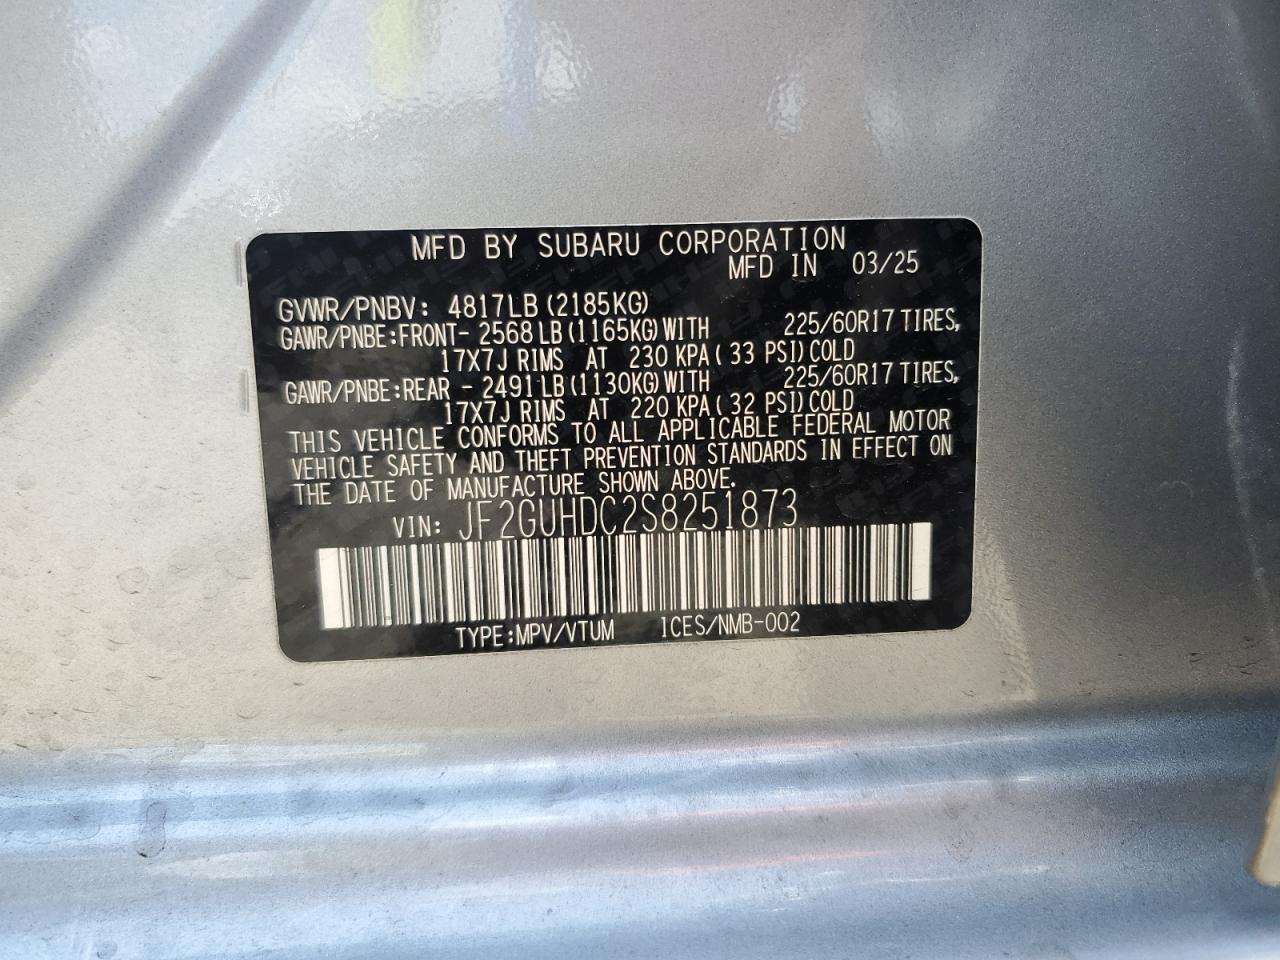 MFD BY SUBARU CORPORATION
MFD IN 03/25
GVWR/PNBV: 4817LB (2185KG)
GAWR/PNBE:FRONT- 2568 LB (1165KG) WITH 225/60R17 TIRES,
17X7J RIMS AT 230 KPA ( 33 PSI) COLD
GAWR/PNBE:REAR - 2491 LB (1130KG) WITH 225/60R17 TIRES,
17X7J RIMS AT 220 KPA ( 32 PSI) COLD
THIS VEHICLE CONFORMS TO ALL APPLICABLE FEDERAL MOTOR
VEHICLE SAFETY AND THEFT PREVENTION STANDARDS IN EFFECT ON
THE DATE OF MANUFACTURE SHOWN ABOVE.
VIN: JF2GUHDC2S8251873
TYPE:MPV/VTUM ICES/NMB-002